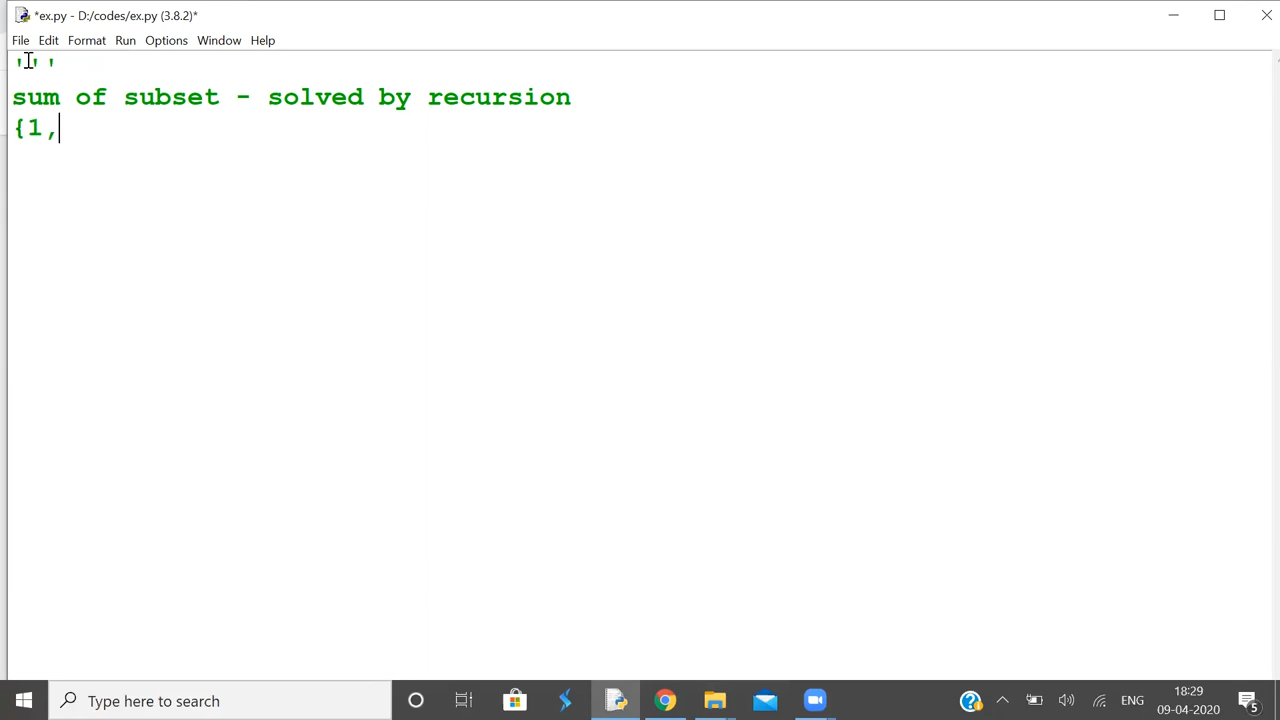 *ex.py - D:/codes/ex.py (3.8.2)*
File Edit Format Run Options Window Help
'''
sum of subset - solved by recursion
{1,
Type here to search
ENG
18:29
09-04-2020
5